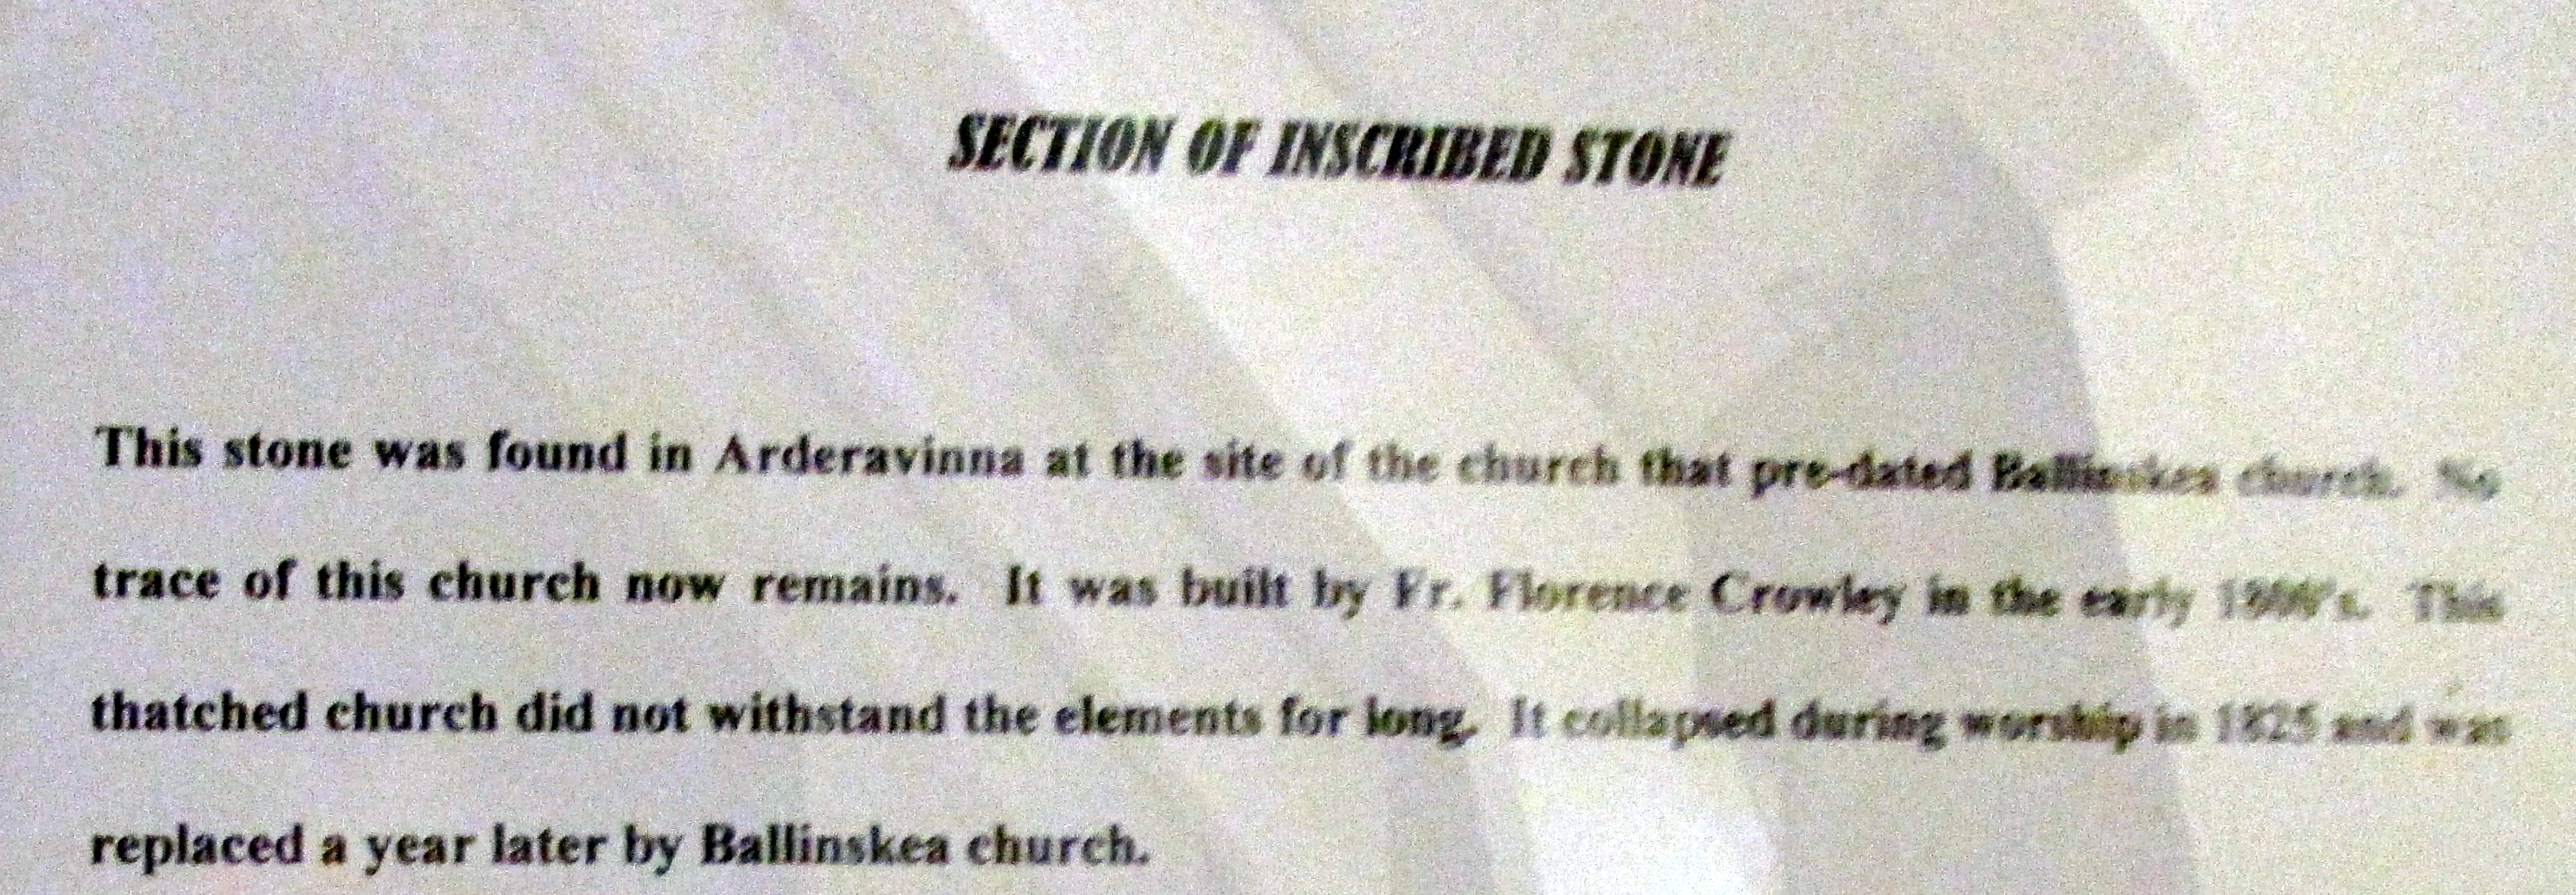 SECTION OF INSCRIBED STONE
This stone was found in Arderavinna at the site of the church that pre-dated Ballinskea church. No
trace of this church now remains. It was built by Fr. Florence Crowley in the early 1800's. This
thatched church did not withstand the elements for long. It collapsed during worship in 1825 and was
replaced a year later by Ballinskea church.